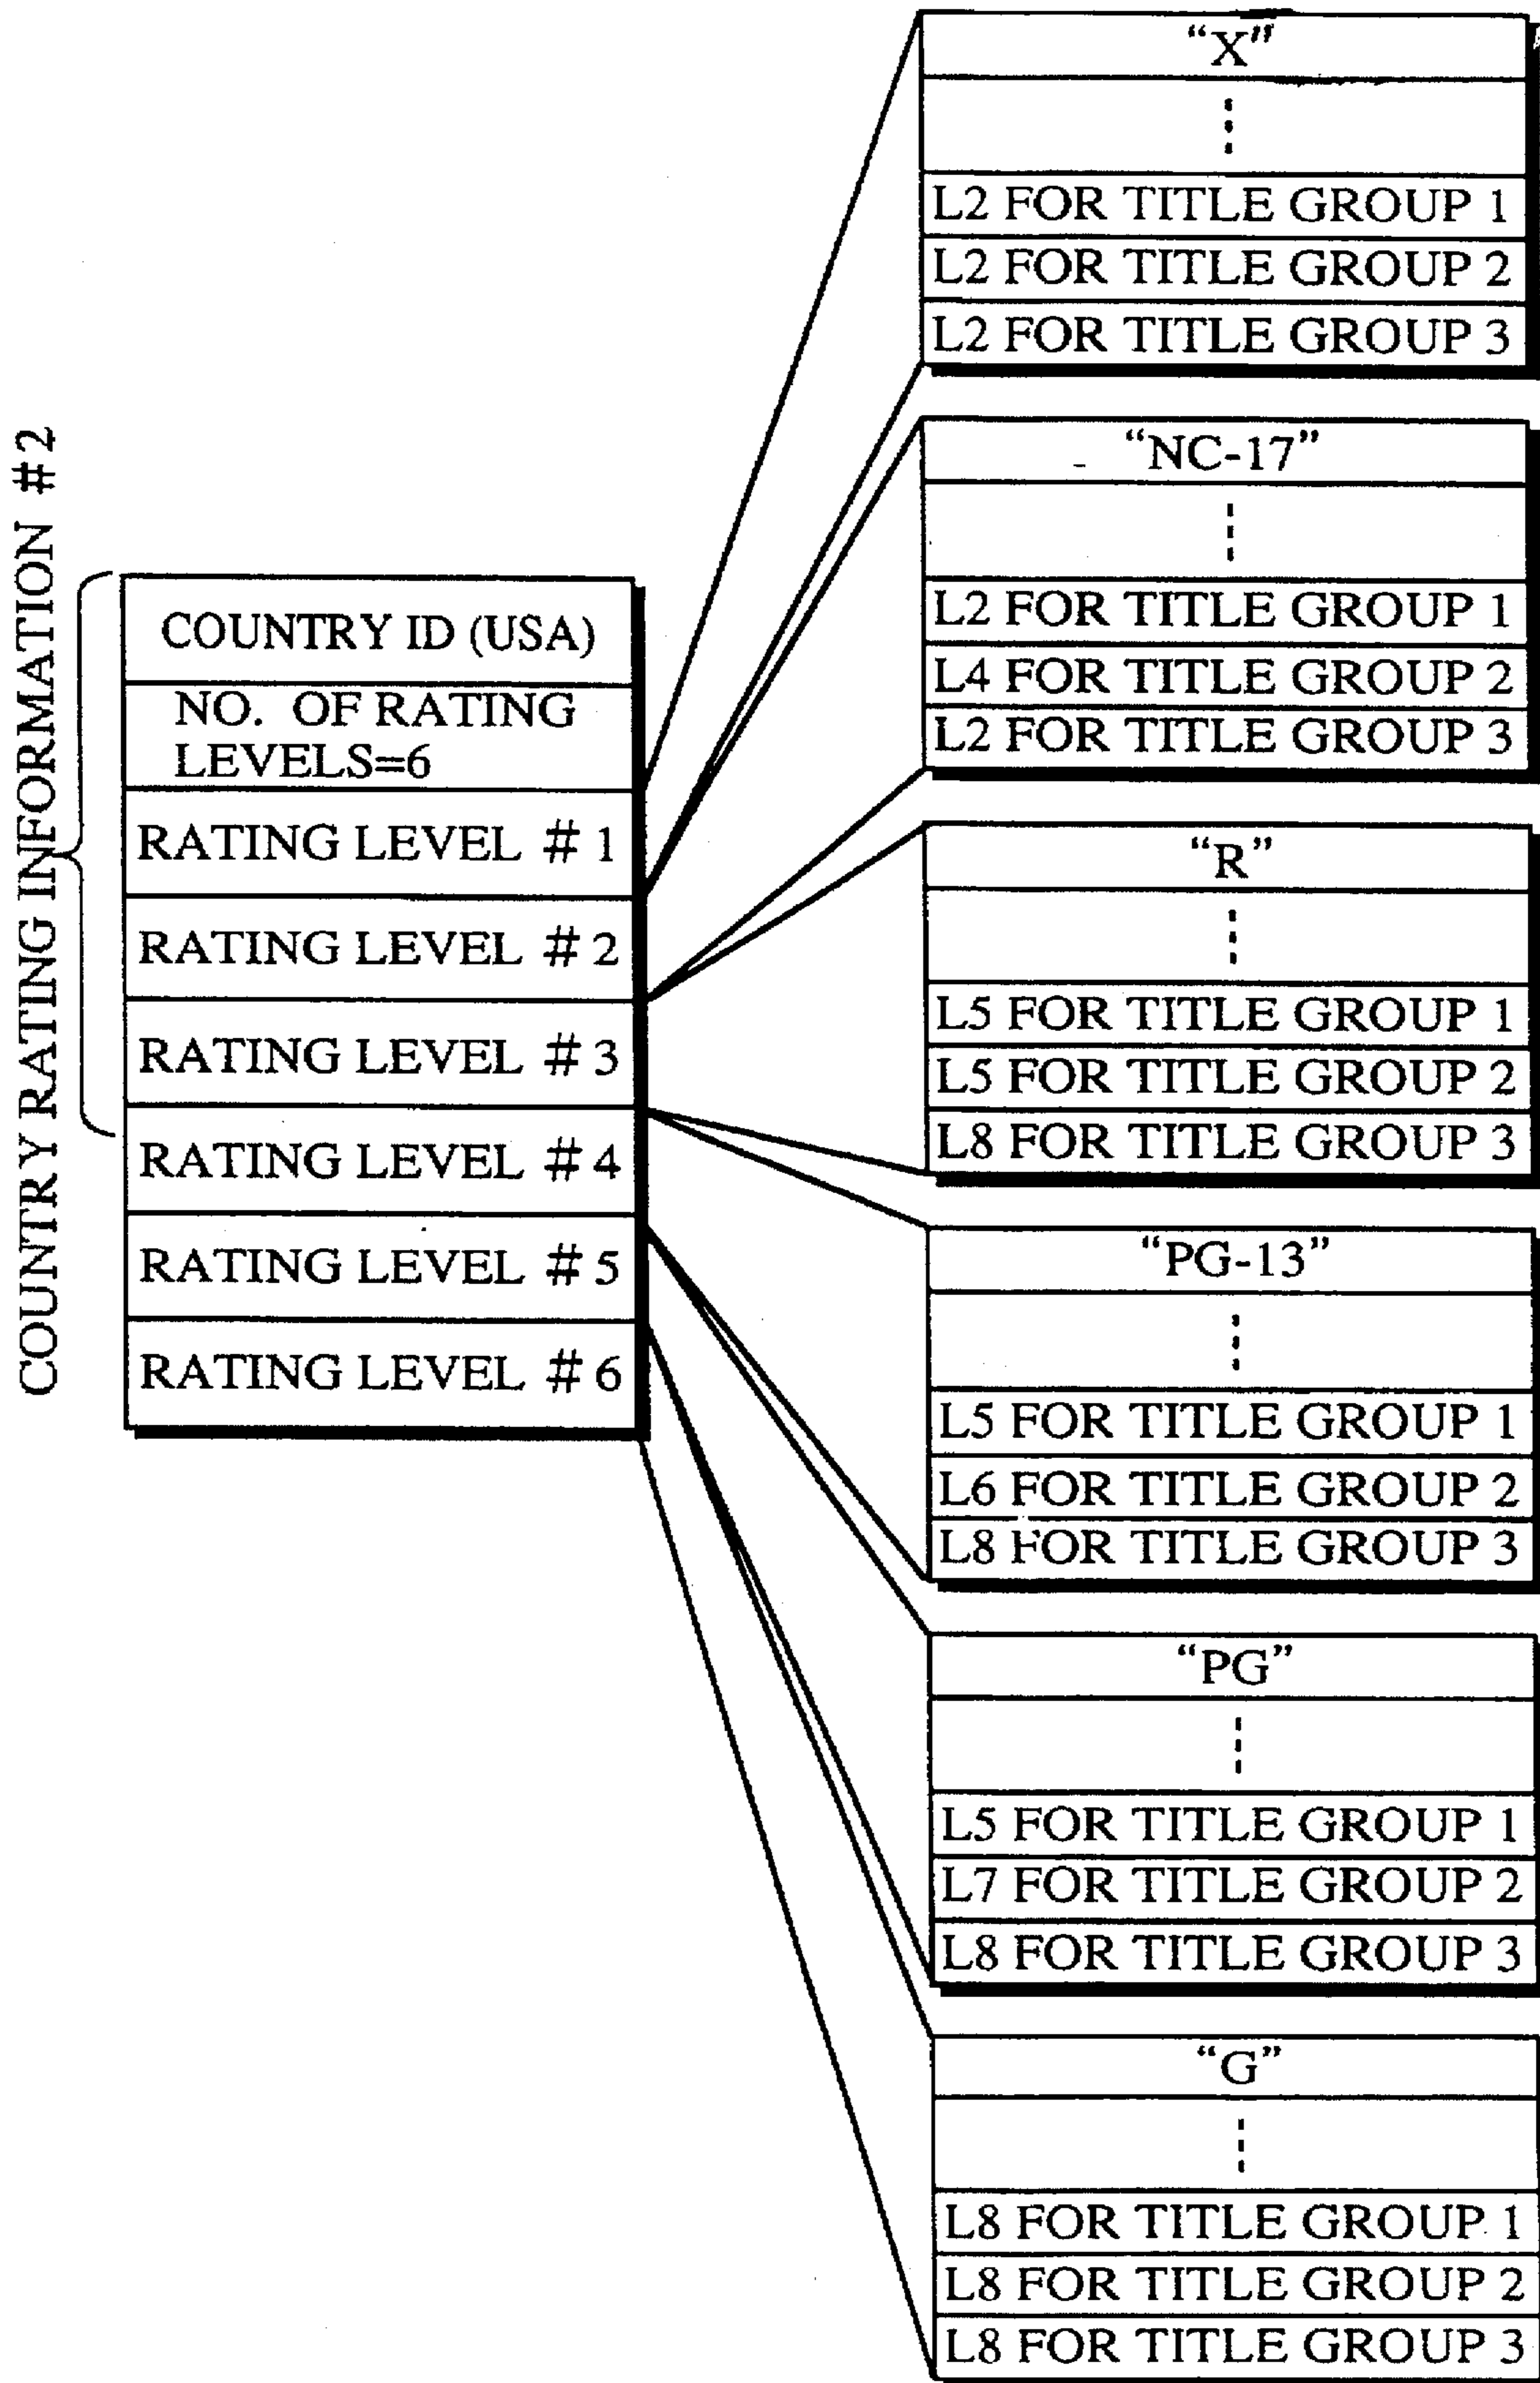 COUNTRY RATING INFORMATION #2
COUNTRY ID (USA)
NO. OF RATING
LEVELS=6
RATING LEVEL #1
RATING LEVEL #2
RATING LEVEL #3
RATING LEVEL #4
RATING LEVEL #5
RATING LEVEL #6
“X”
L2 FOR TITLE GROUP 1
L2 FOR TITLE GROUP 2
L2 FOR TITLE GROUP 3
“NC-17”
L2 FOR TITLE GROUP 1
L4 FOR TITLE GROUP 2
L2 FOR TITLE GROUP 3
“R”
L5 FOR TITLE GROUP 1
L5 FOR TITLE GROUP 2
L8 FOR TITLE GROUP 3
“PG-13”
L5 FOR TITLE GROUP 1
L6 FOR TITLE GROUP 2
L8 FOR TITLE GROUP 3
“PG”
L5 FOR TITLE GROUP 1
L7 FOR TITLE GROUP 2
L8 FOR TITLE GROUP 3
“G”
L8 FOR TITLE GROUP 1
L8 FOR TITLE GROUP 2
L8 FOR TITLE GROUP 3